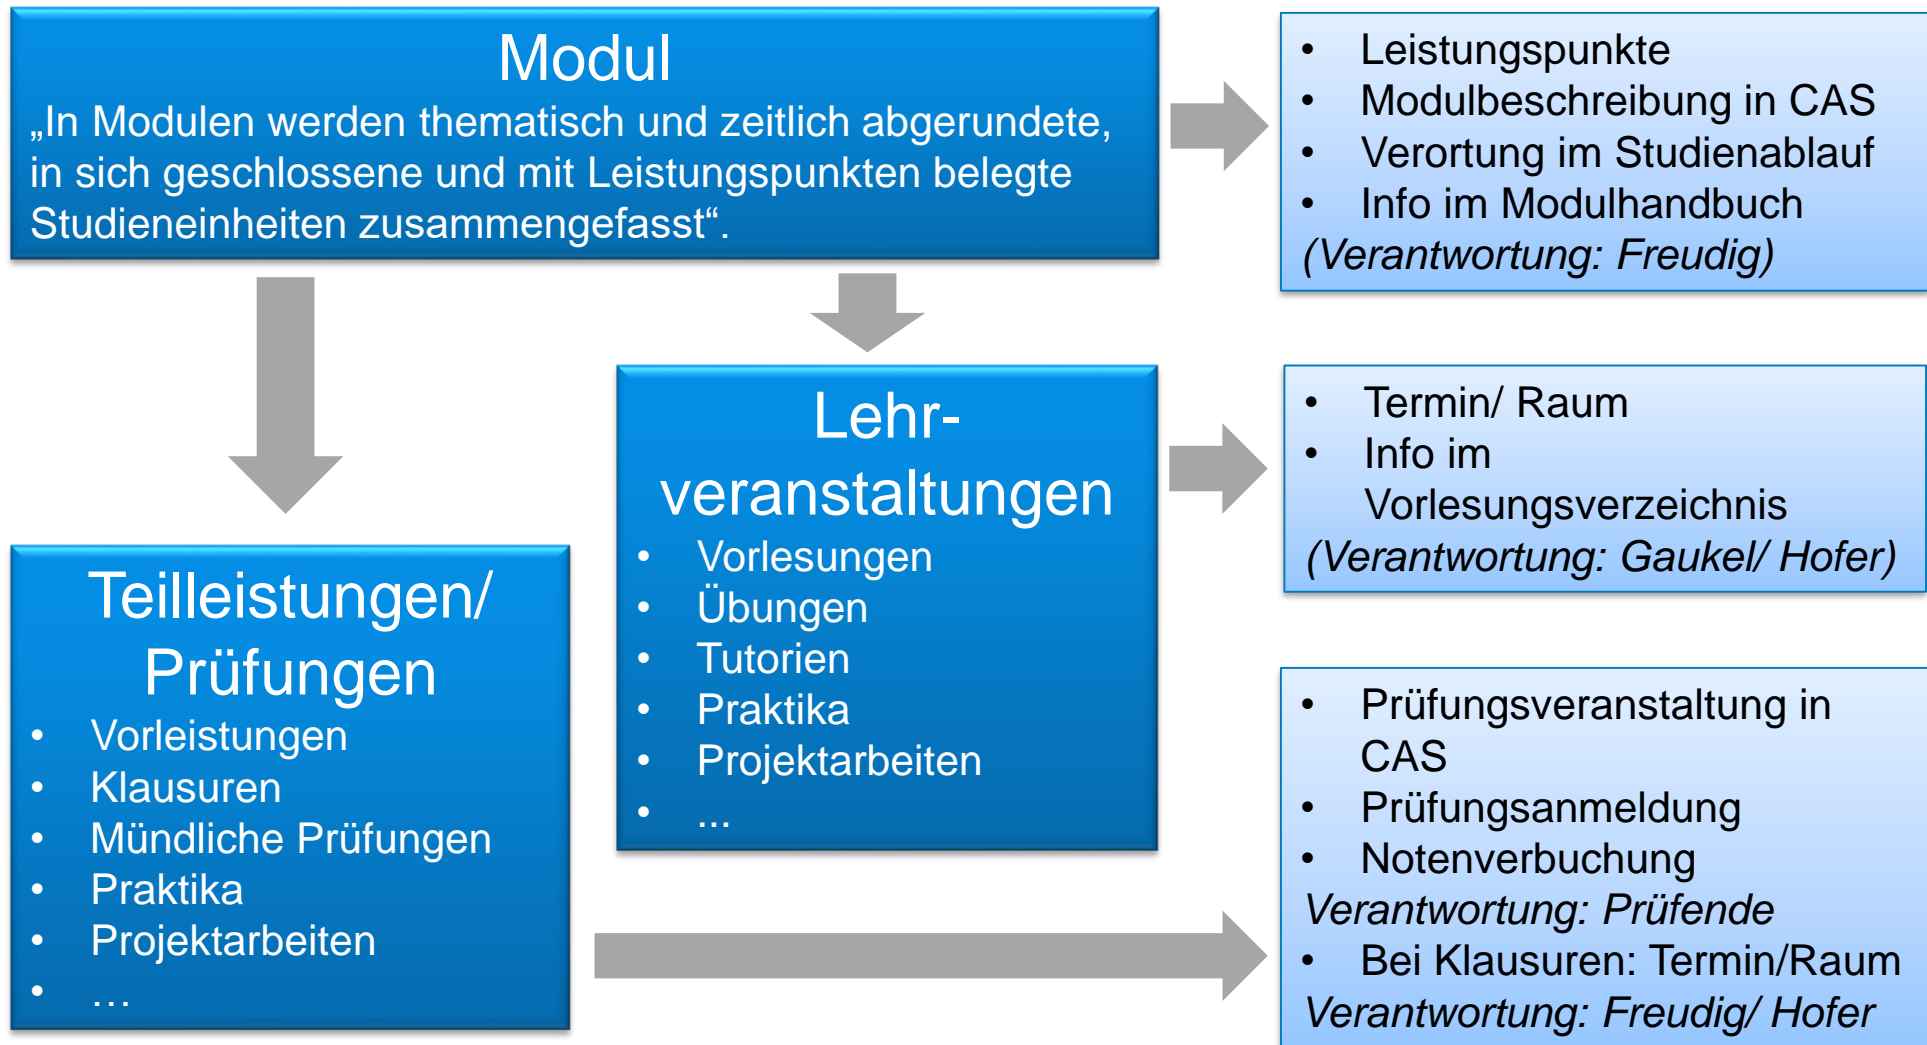 Modul
„In Modulen werden thematisch und zeitlich abgerundete,
in sich geschlossene und mit Leistungspunkten belegte
Studieneinheiten zusammengefasst“.
• Leistungspunkte
• Modulbeschreibung in CAS
• Verortung im Studienablauf
• Info im Modulhandbuch
(Verantwortung: Freudig)
Lehr-
veranstaltungen
• Vorlesungen
• Übungen
• Tutorien
• Praktika
• Projektarbeiten
• ...
• Termin/ Raum
• Info im
Vorlesungsverzeichnis
(Verantwortung: Gaukel/ Hofer)
Teilleistungen/
Prüfungen
• Vorleistungen
• Klausuren
• Mündliche Prüfungen
• Praktika
• Projektarbeiten
• …
• Prüfungsveranstaltung in
CAS
• Prüfungsanmeldung
• Notenverbuchung
Verantwortung: Prüfende
• Bei Klausuren: Termin/Raum
Verantwortung: Freudig/ Hofer